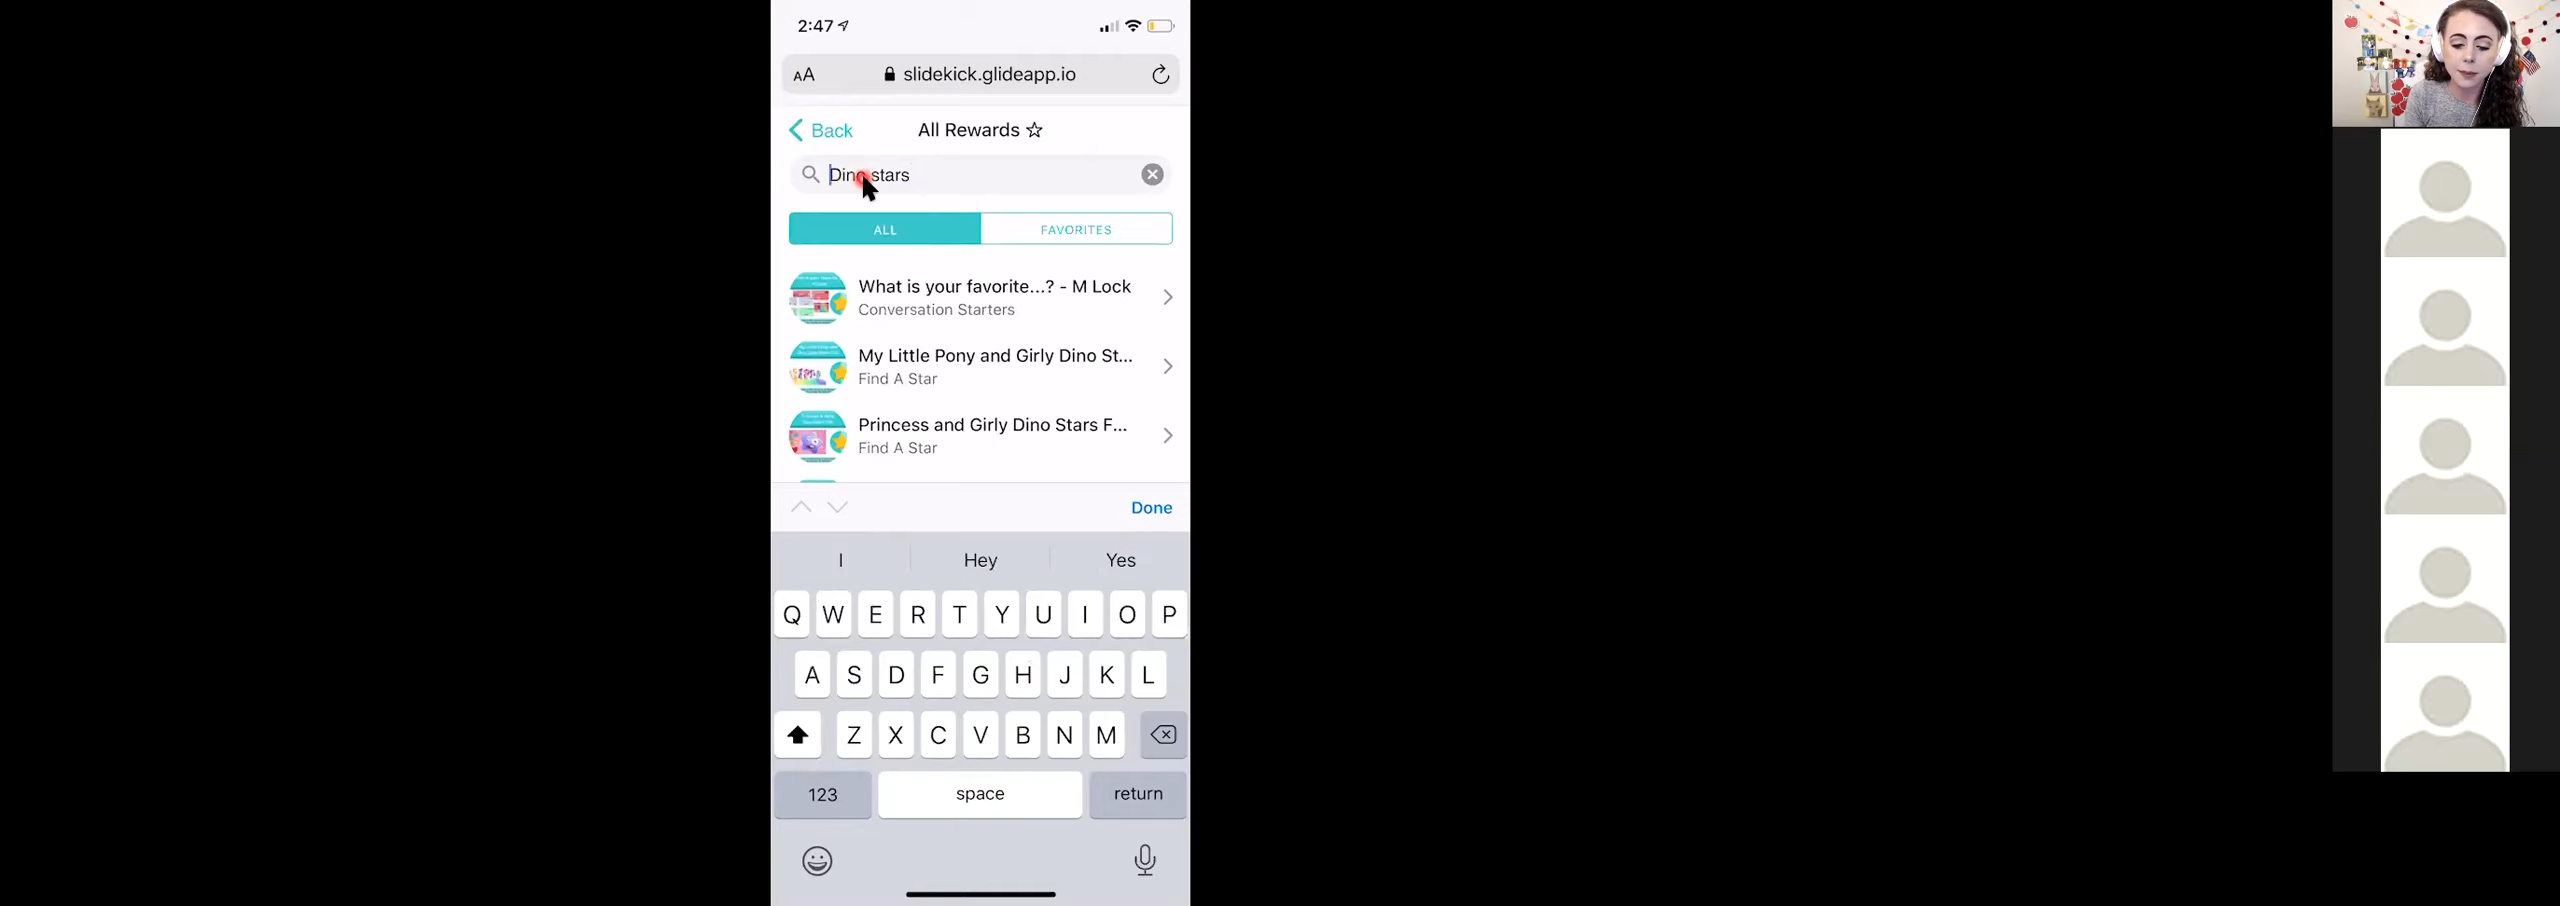 2:47
AA slidekick.glideapp.io
Back All Rewards
Dino stars
ALL FAVORITES
What is your favorite...? - M Lock
Conversation Starters
My Little Pony and Girly Dino St...
Find A Star
Princess and Girly Dino Stars F...
Find A Star
Done
I Hey Yes
Q W E R T Y U I O P
A S D F G H J K L
Z X C V B N M
123 space return